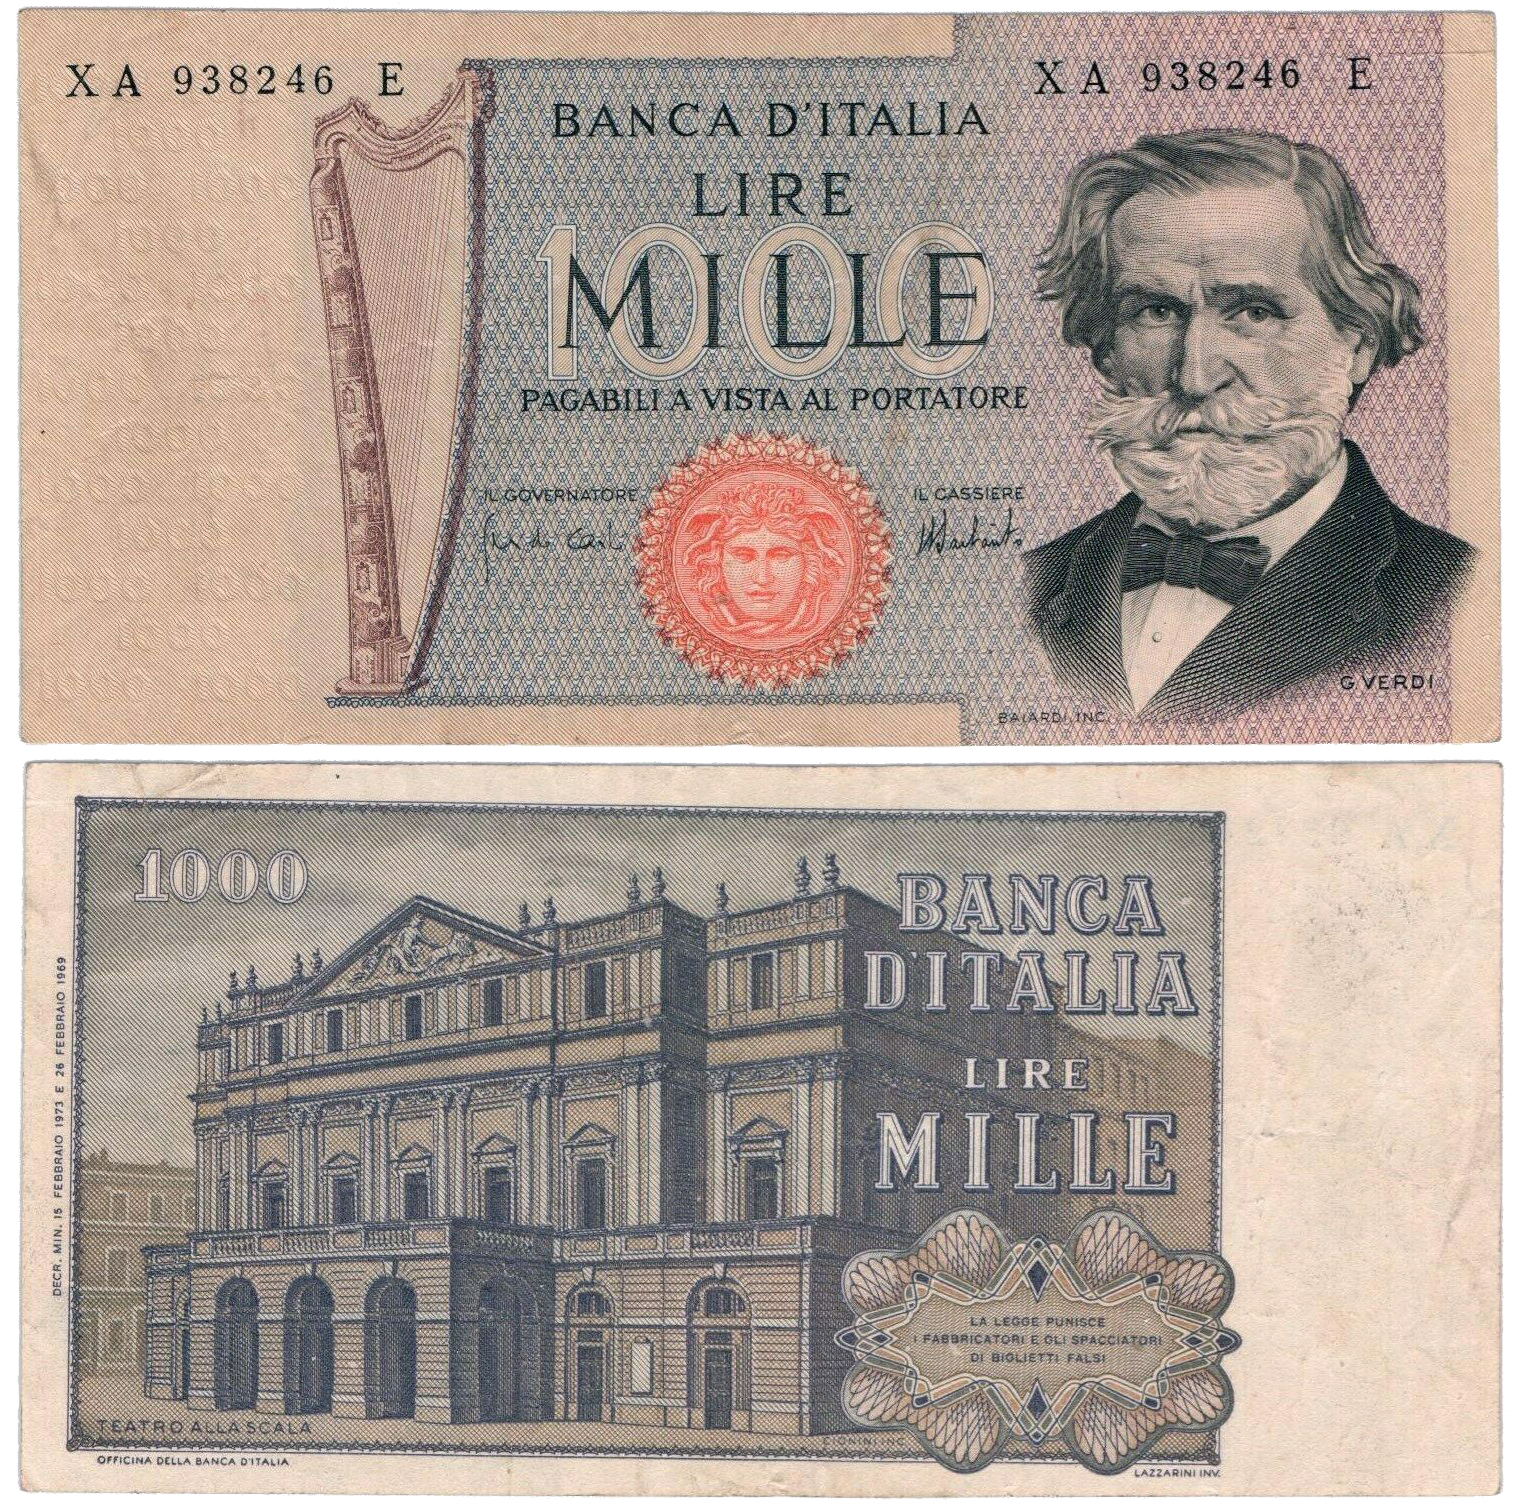 XA 938246 E
XA 938246 E
BANCA D'ITALIA
LIRE
1000
MILLE
PAGABILI A VISTA AL PORTATORE
IL GOVERNATORE
IL CASSIERE
G. VERDI
BAIARDI, INC.
1000
BANCA
D'ITALIA
LIRE
MILLE
DECR. MIN. 15 FEBBRAIO 1973 E 26 FEBBRAIO 1969
LA LEGGE PUNISCE
I FABBRICATORI E GLI SPACCIATORI
DI BIGLIETTI FALSI
TEATRO ALLA SCALA
OFFICINA DELLA BANCA D'ITALIA
LAZZARINI INV.